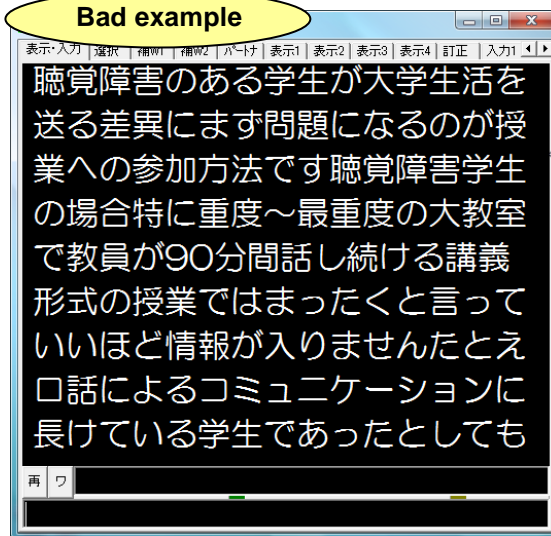 Bad example
表示・入力 選択 補助W1 補助W2 パートナ 表示1 表示2 表示3 表示4 訂正 入力1
聴覚障害のある学生が大学生活を
送る差異にまず問題になるのが授
業への参加方法です聴覚障害学生
の場合特に重度～最重度の大教室
で教員が90分間話し続ける講義
形式の授業ではまったくと言って
いいほど情報が入りませんたとえ
口話によるコミュニケーションに
長けている学生であったとしても
再 ワ